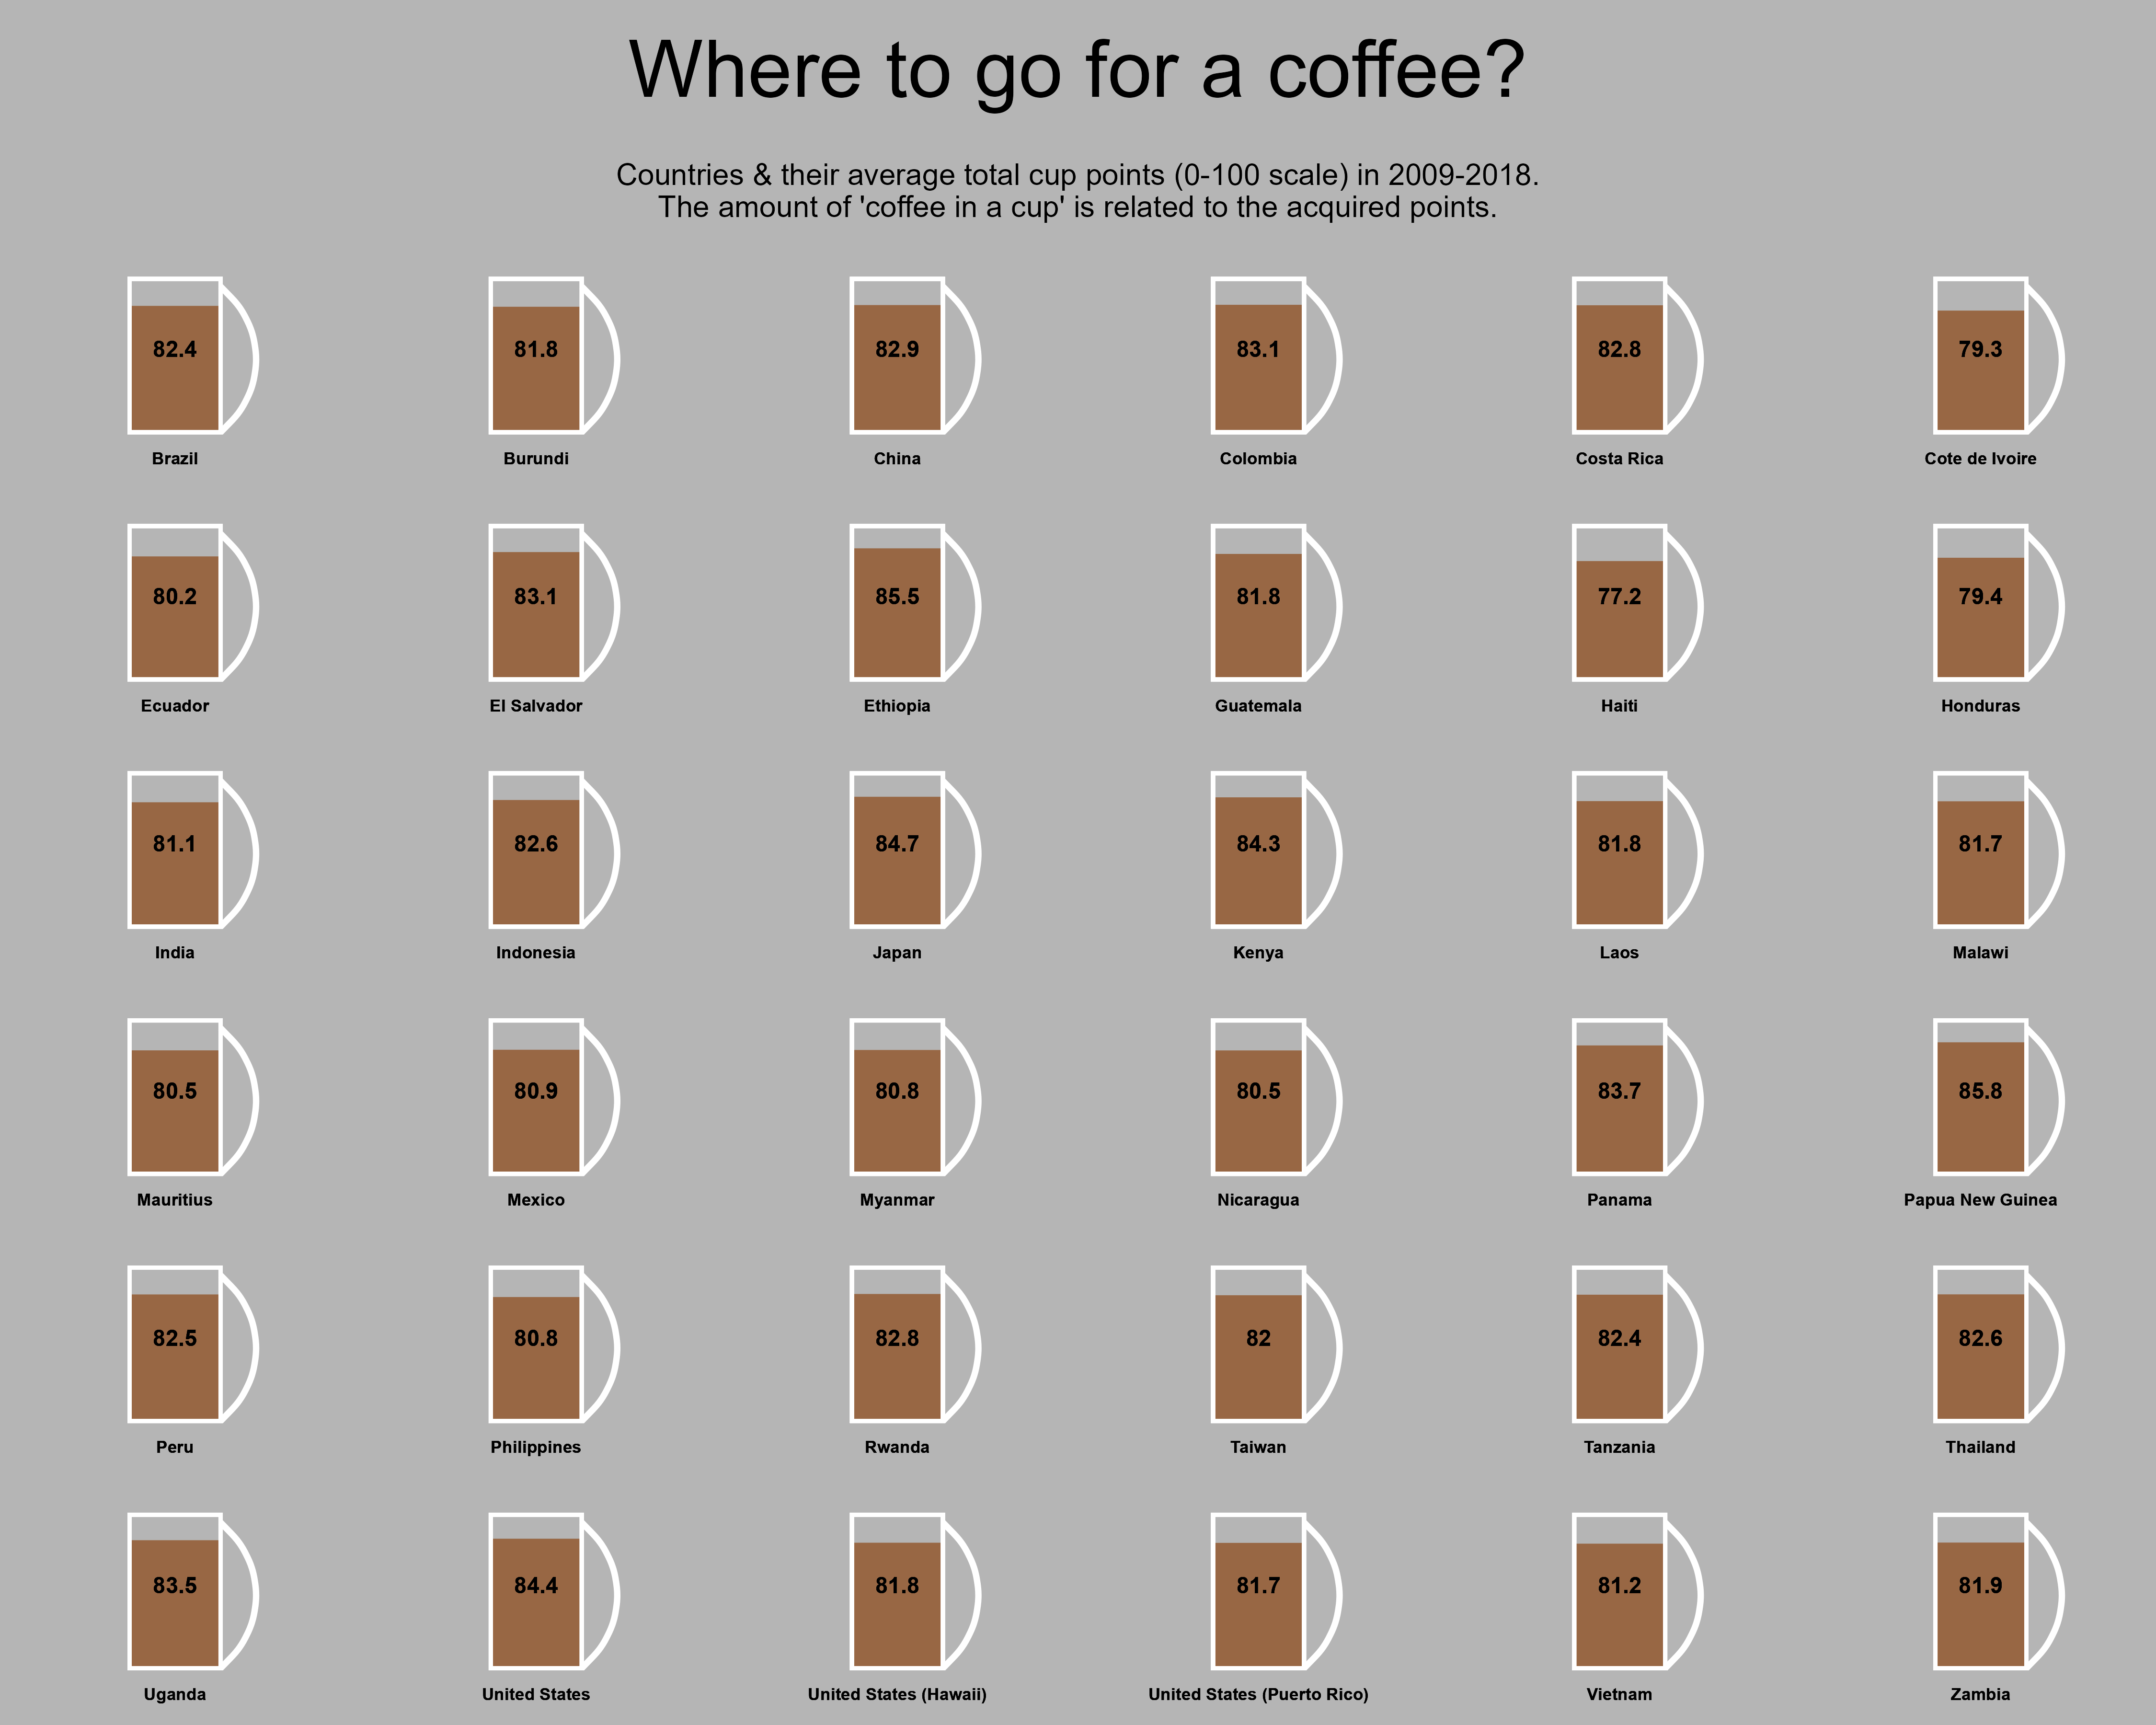 Where to go for a coffee?
Countries & their average total cup points (0-100 scale) in 2009-2018.
The amount of 'coffee in a cup' is related to the acquired points.
82.4 81.8 82.9 83.1 82.8 79.3
Brazil Burundi China Colombia Costa Rica Cote de Ivoire
80.2 83.1 85.5 81.8 77.2 79.4
Ecuador El Salvador Ethiopia Guatemala Haiti Honduras
81.1 82.6 84.7 84.3 81.8 81.7
India Indonesia Japan Kenya Laos Malawi
80.5 80.9 80.8 80.5 83.7 85.8
Mauritius Mexico Myanmar Nicaragua Panama Papua New Guinea
82.5 80.8 82.8 82 82.4 82.6
Peru Philippines Rwanda Taiwan Tanzania Thailand
83.5 84.4 81.8 81.7 81.2 81.9
Uganda United States United States (Hawaii) United States (Puerto Rico) Vietnam Zambia